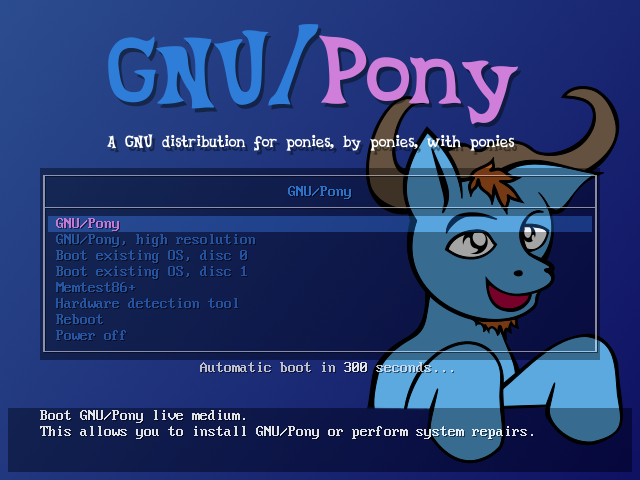 GNU/Pony
A GNU distribution for ponies, by ponies, with ponies
GNU/Pony
GNU/Pony
GNU/Pony, high resolution
Boot existing OS, disc 0
Boot existing OS, disc 1
Memtest86+
Hardware detection tool
Reboot
Power off
Automatic boot in 300 seconds...
Boot GNU/Pony live medium.
This allows you to install GNU/Pony or perform system repairs.